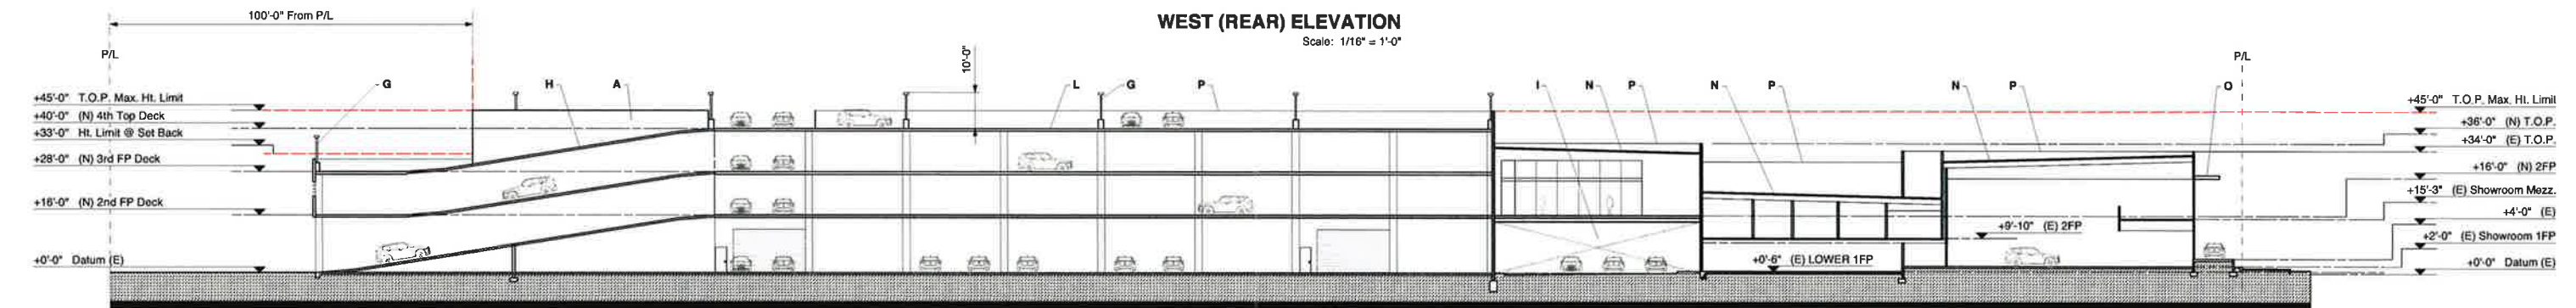 100'-0" From P/L
WEST (REAR) ELEVATION
Scale: 1/16" = 1'-0"
P/L
10'-0"
P/L
G
H
A
L
G
P
I
N
P
N
P
N
P
O
+45'-0" T.O.P. Max. Ht. Limit
+40'-0" (N) 4th Top Deck
+33'-0" Ht. Limit @ Set Back
+28'-0" (N) 3rd FP Deck
+16'-0" (N) 2nd FP Deck
+0'-0" Datum (E)
+9'-10" (E) 2FP
+0'-6" (E) LOWER 1FP
+45'-0" T.O.P. Max. Ht. Limit
+36'-0" (N) T.O.P.
+34'-0" (E) T.O.P.
+16'-0" (N) 2FP
+15'-3" (E) Showroom Mezz.
+4'-0" (E)
+2'-0" (E) Showroom 1FP
+0'-0" Datum (E)